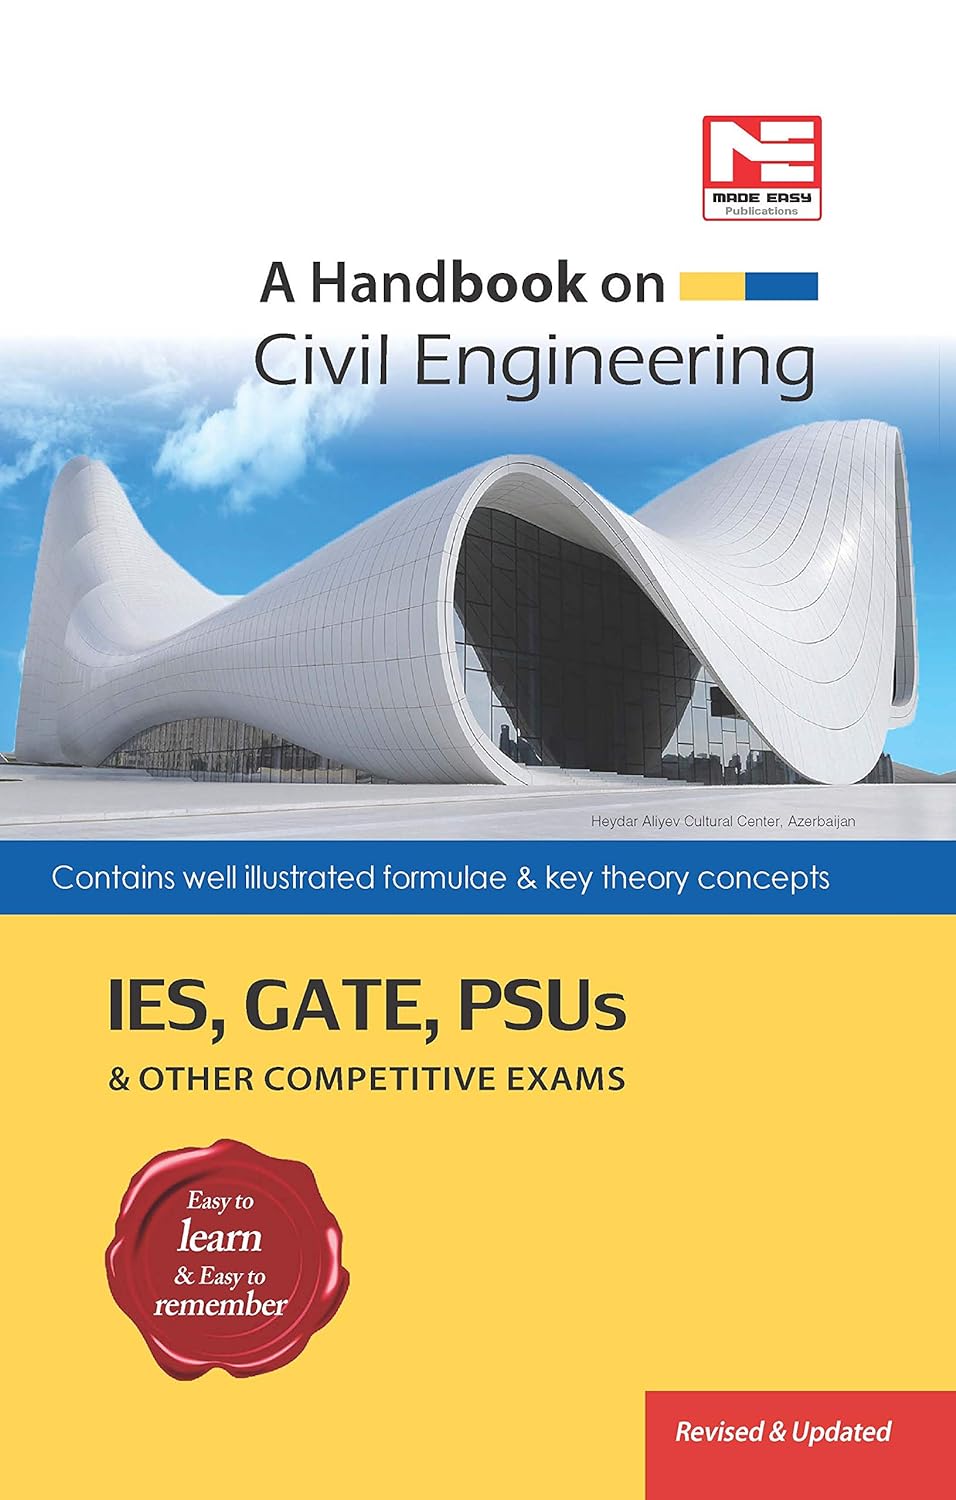 MADE EASY
Publications
A Handbook on
Civil Engineering
Heydar Aliyev Cultural Center, Azerbaijan
Contains well illustrated formulae & key theory concepts
IES, GATE, PSUs
& OTHER COMPETITIVE EXAMS
Easy to
learn
& Easy to
remember
Revised & Updated